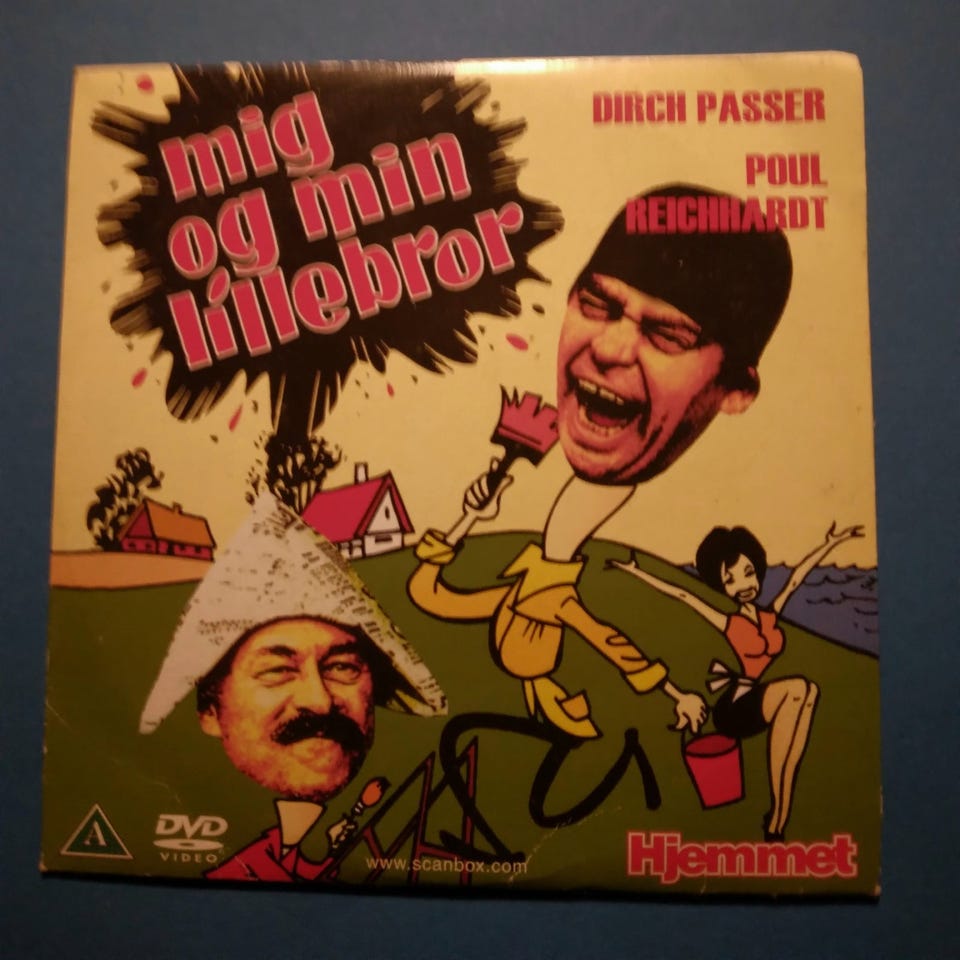 mig
og min
lillebror
DIRCH PASSER
POUL
REICHHARDT
A
DVD
VIDEO
www.scanbox.com
Hjemmet